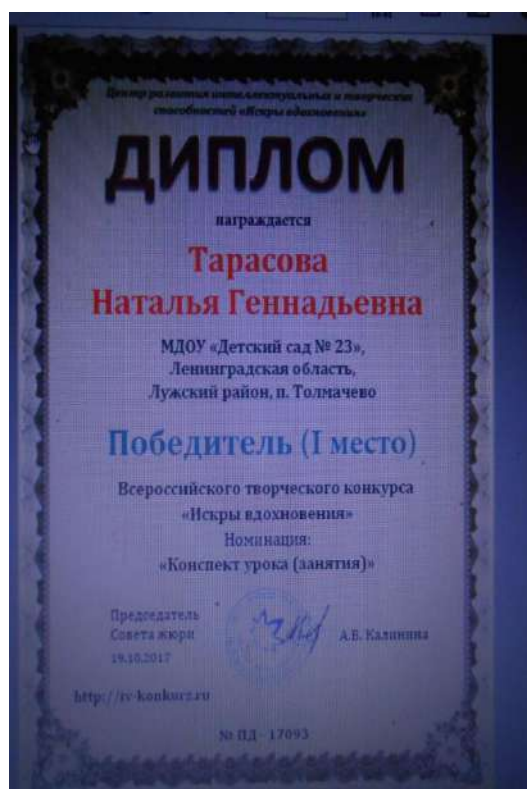 Центр развития интеллектуальных и творческих
способностей «Искры вдохновения»
ДИПЛОМ
награждается
Тарасова
Наталья Геннадьевна
МДОУ «Детский сад № 23»,
Ленинградская область,
Лужский район, п. Толмачево
Победитель (I место)
Всероссийского творческого конкурса
«Искры вдохновения»
Номинация:
«Конспект урока (занятия)»
Председатель
Совета жюри
А.Е. Калинина
19.10.2017
http://iv-konkurz.ru
№ ПД - 17093